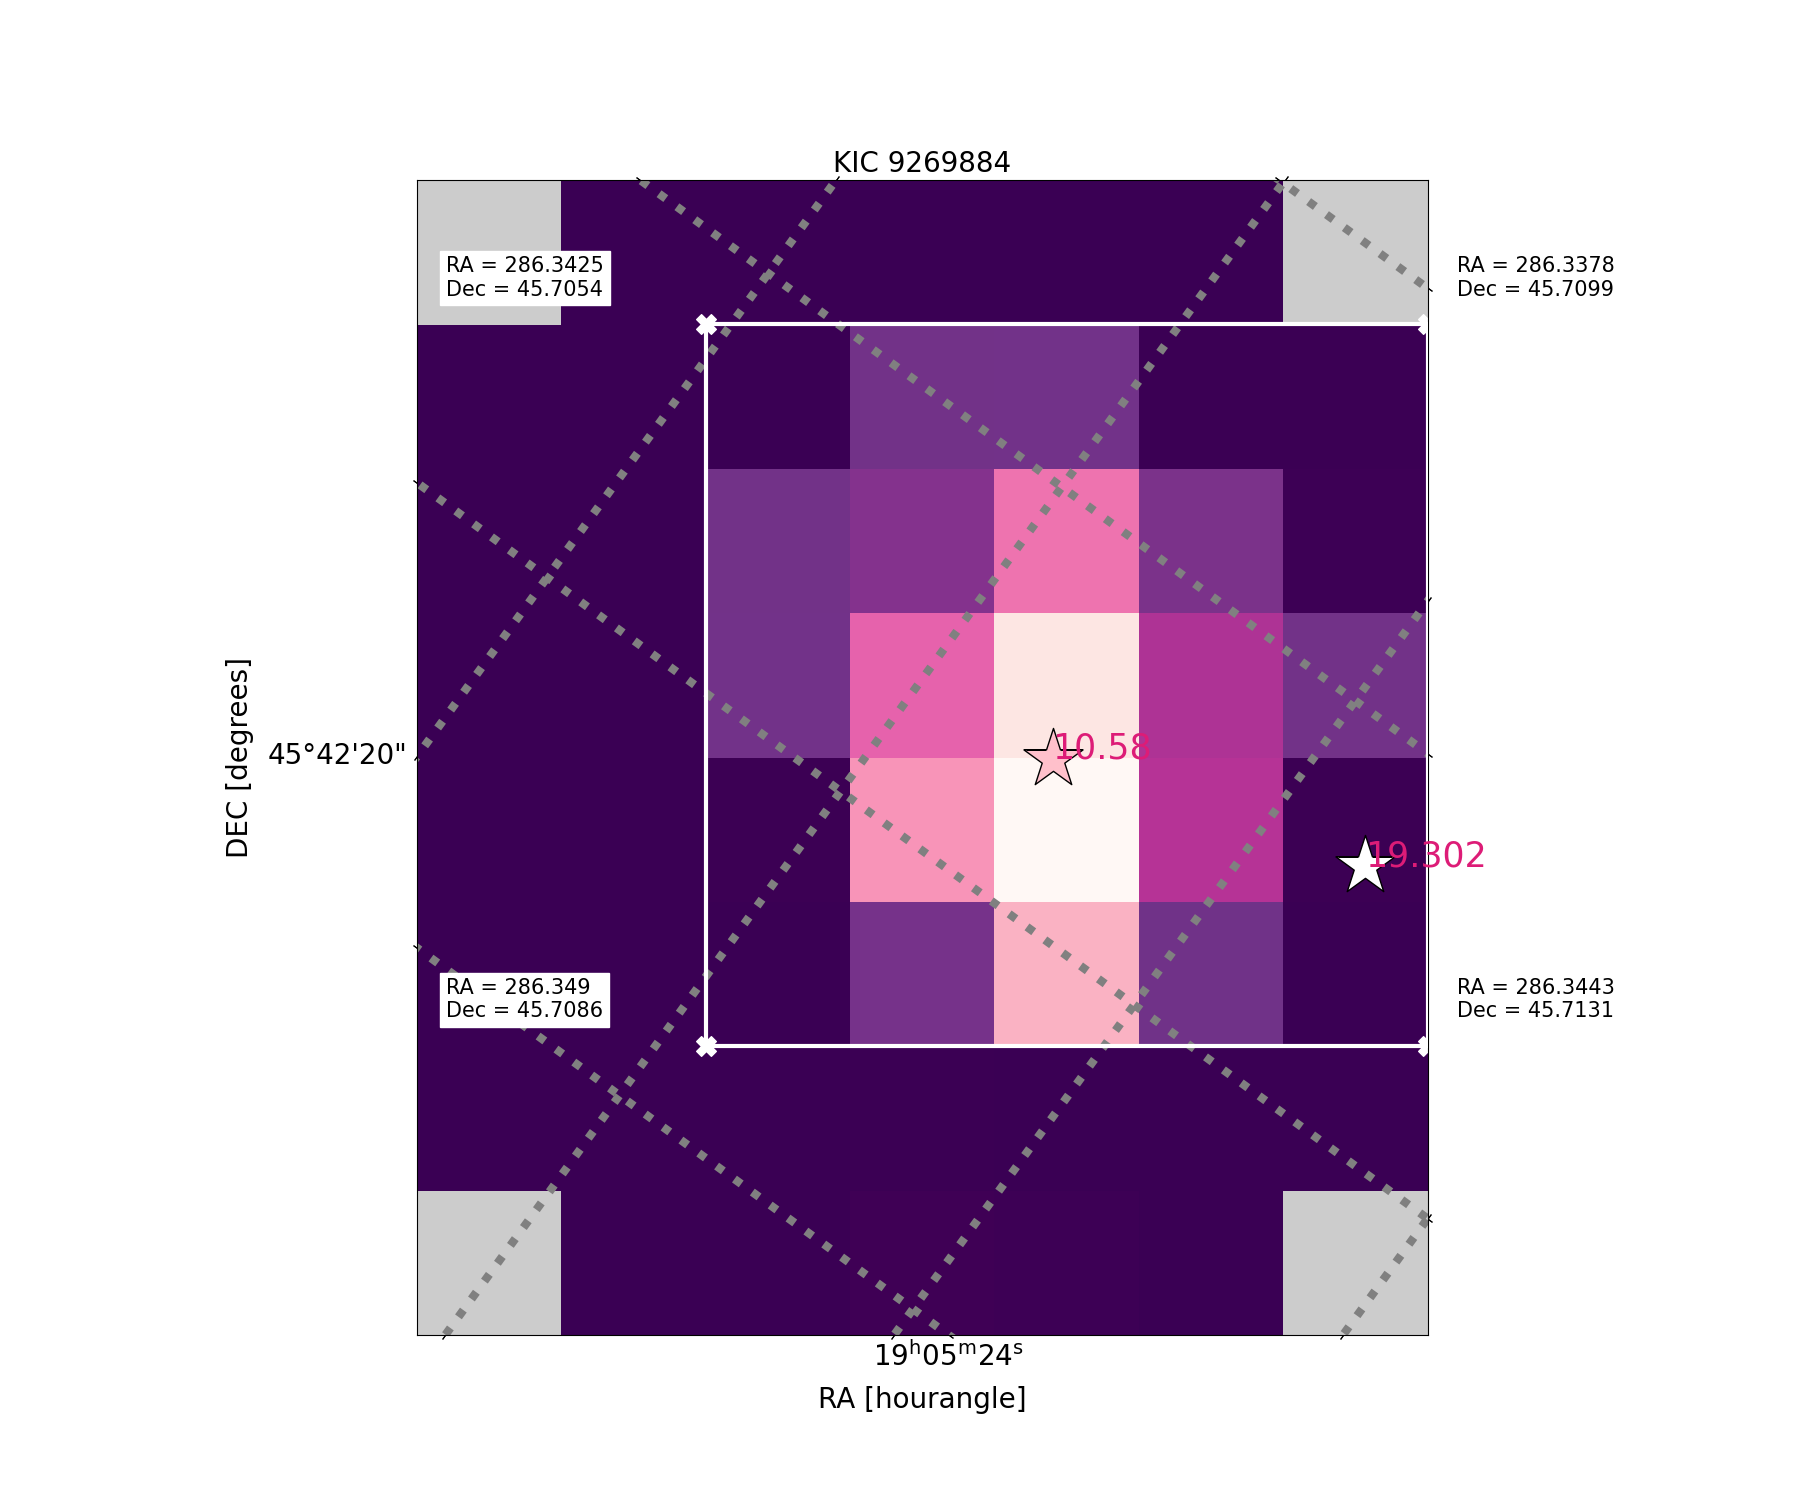 KIC 9269884
RA = 286.3425
Dec = 45.7054
RA = 286.3378
Dec = 45.7099
10.58
DEC [degrees]
45°42'20"
19.302
RA = 286.349
Dec = 45.7086
RA = 286.3443
Dec = 45.7131
19ʰ05ᵐ24ˢ
RA [hourangle]